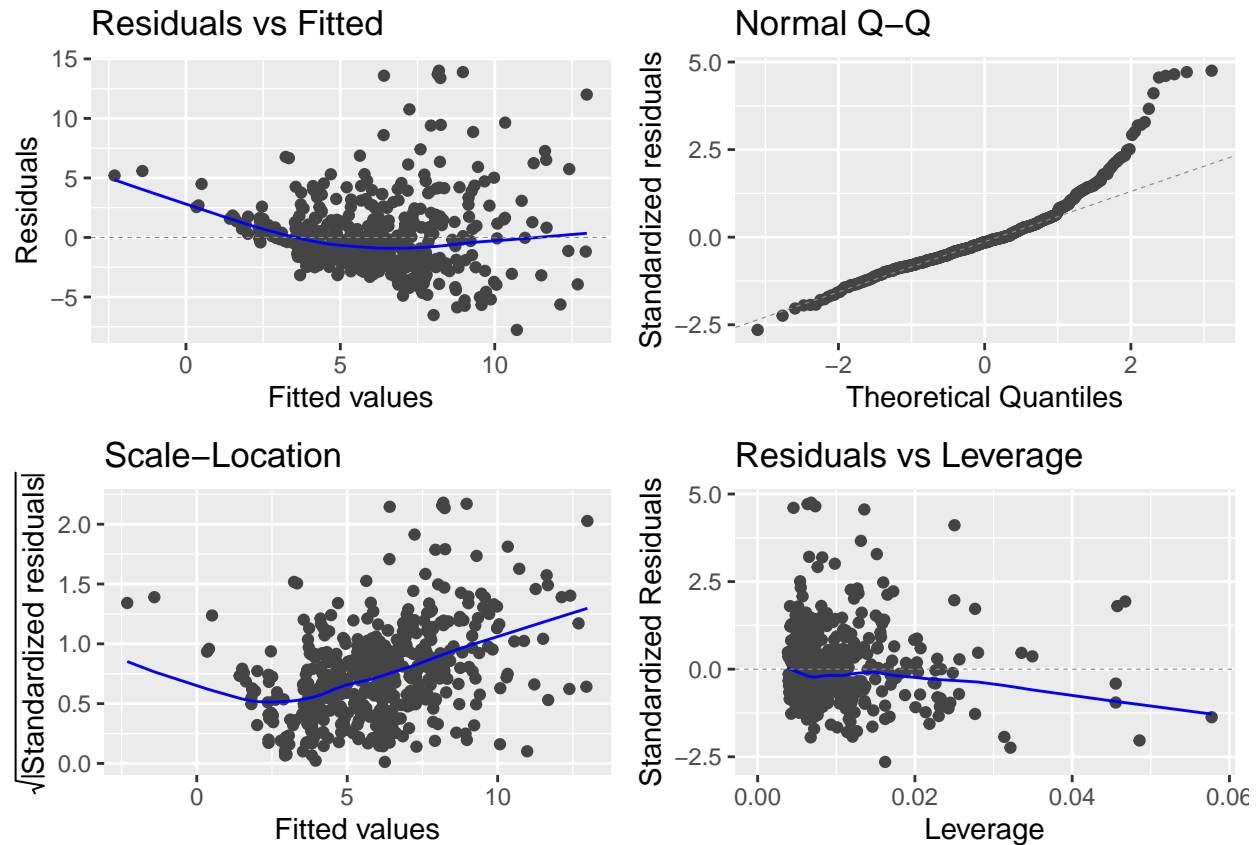 Residuals vs Fitted
15
10
5
0
−5
0
5
10
Residuals
Fitted values
Normal Q−Q
5.0
2.5
0.0
−2.5
−2
0
2
Standardized residuals
Theoretical Quantiles
Scale−Location
2.0
1.5
1.0
0.5
0.0
0
5
10
√|Standardized residuals|
Fitted values
Residuals vs Leverage
5.0
2.5
0.0
−2.5
0.00
0.02
0.04
0.06
Standardized Residuals
Leverage